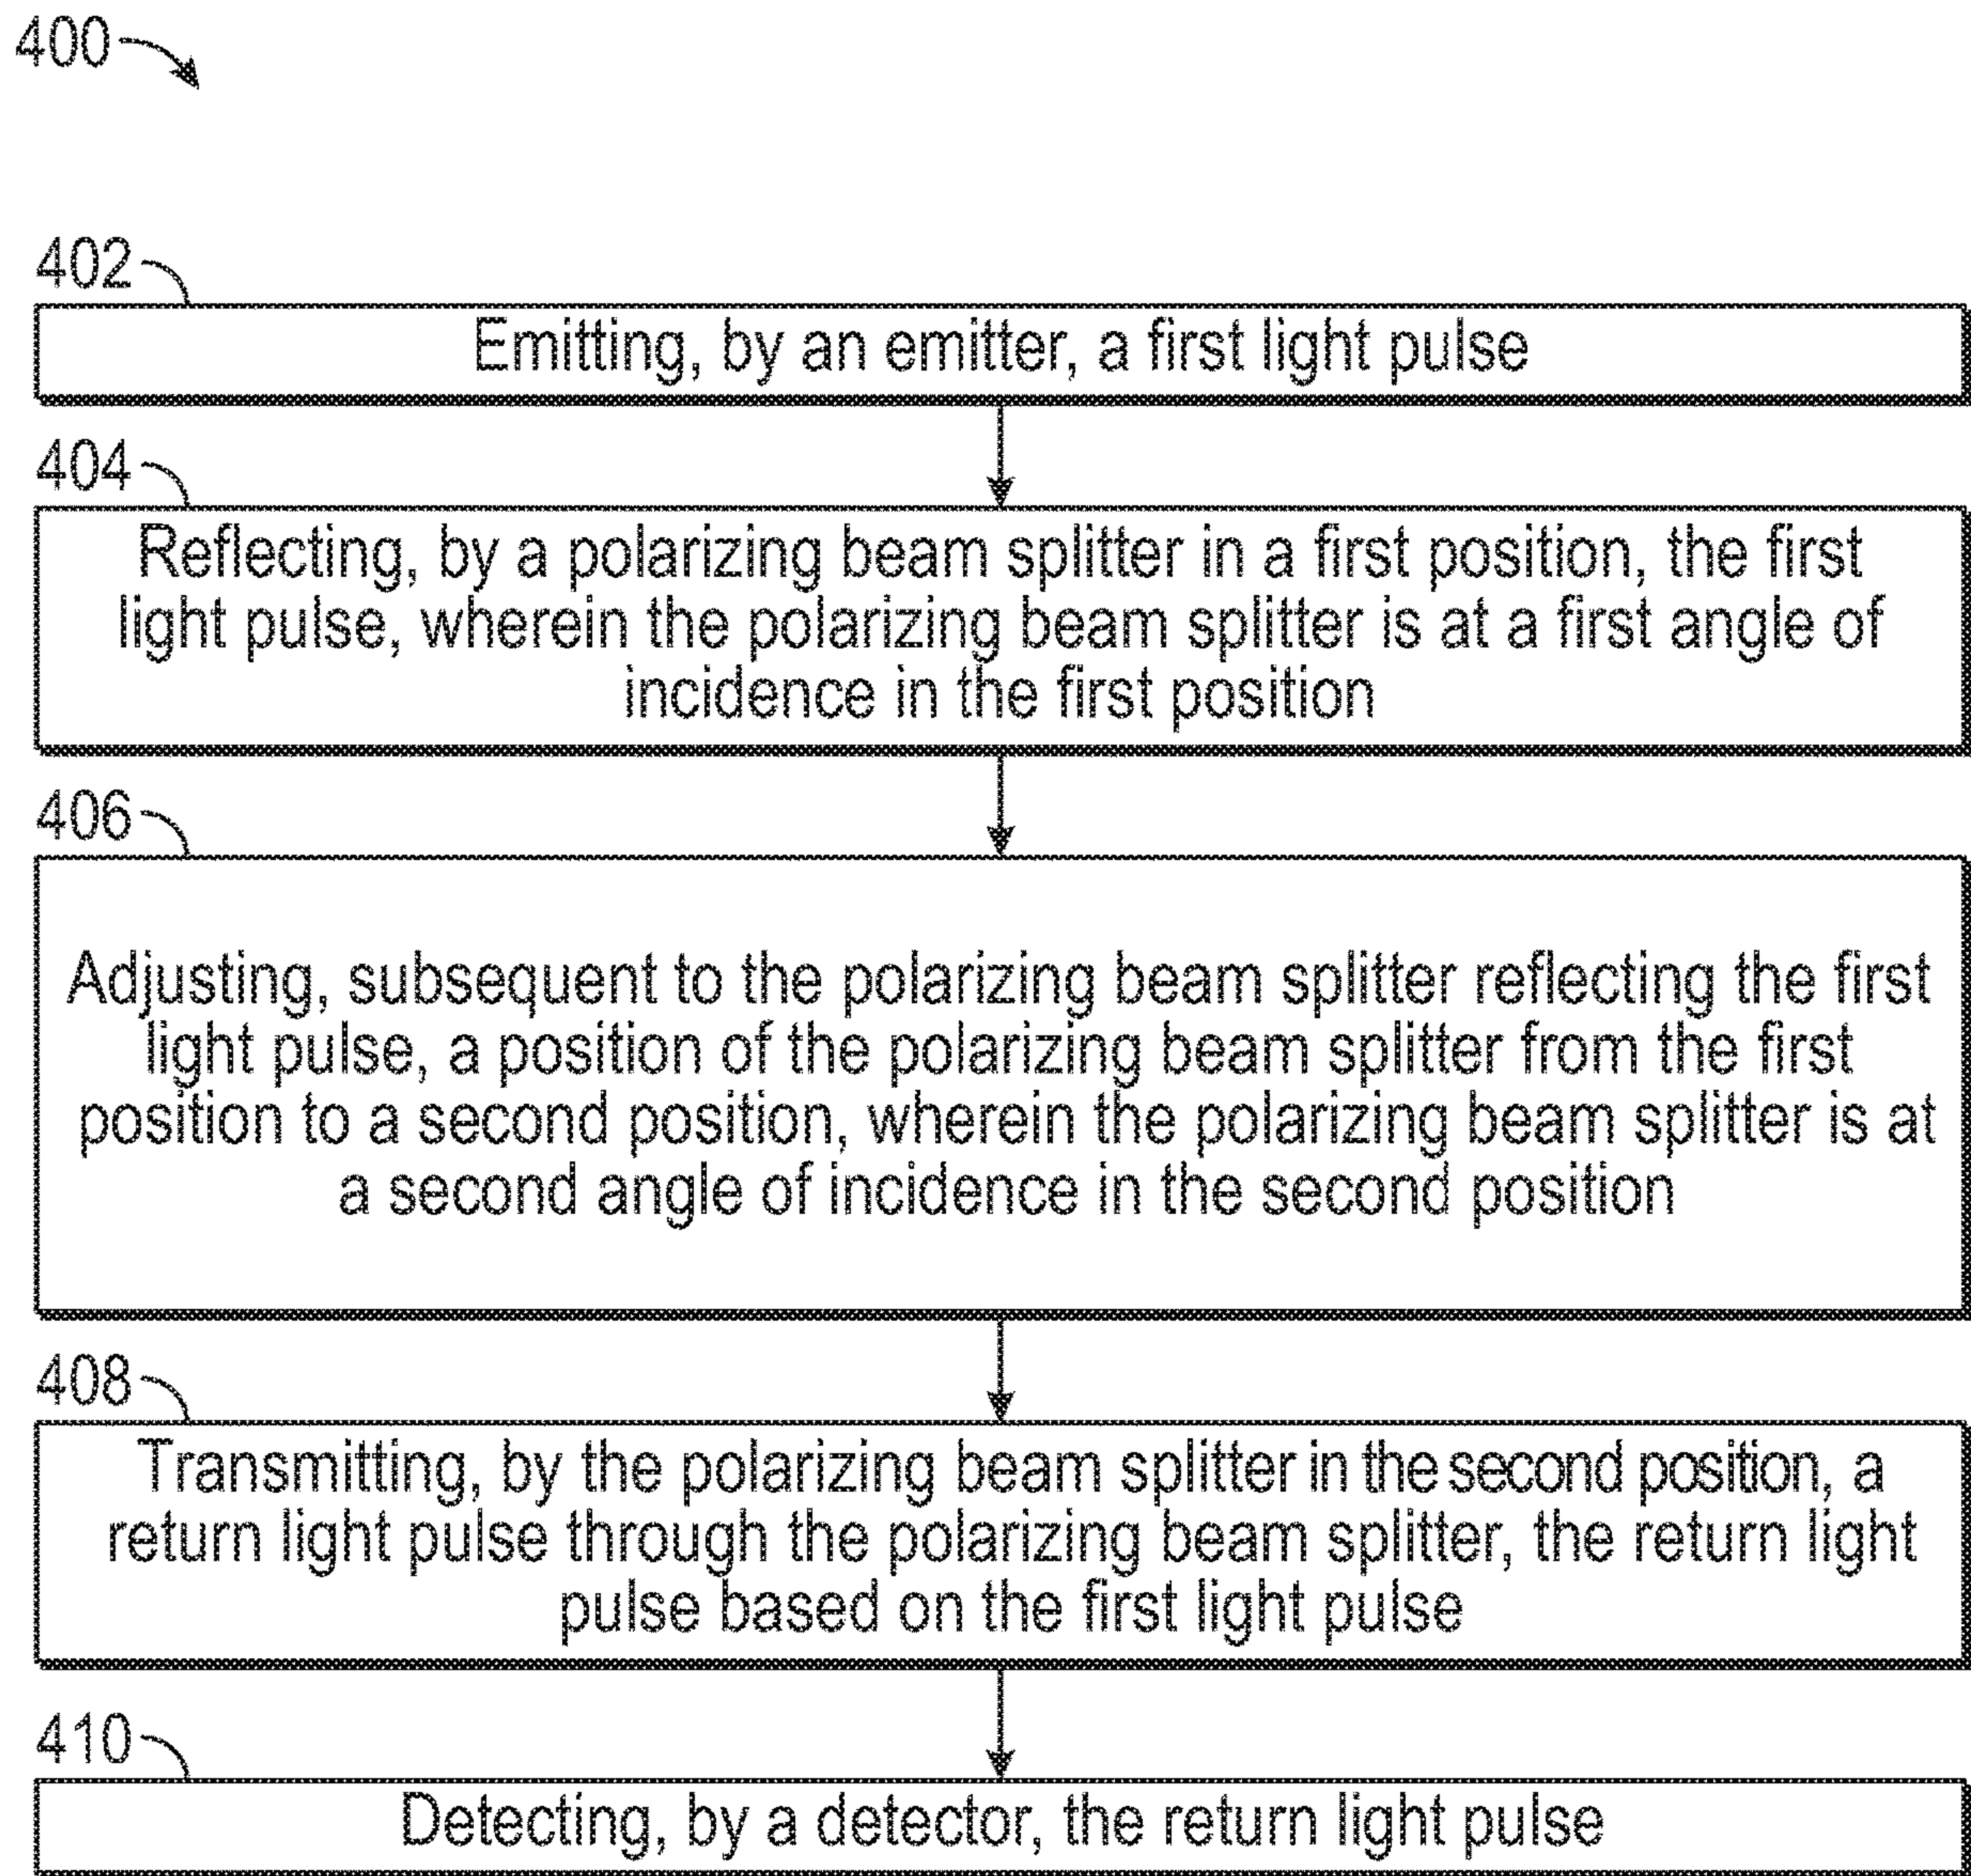 400
402
Emitting, by an emitter, a first light pulse
404
Reflecting, by a polarizing beam splitter in a first position, the first
light pulse, wherein the polarizing beam splitter is at a first angle of
incidence in the first position
406
Adjusting, subsequent to the polarizing beam splitter reflecting the first
light pulse, a position of the polarizing beam splitter from the first
position to a second position, wherein the polarizing beam splitter is at
a second angle of incidence in the second position
408
Transmitting, by the polarizing beam splitter in the second position, a
return light pulse through the polarizing beam splitter, the return light
pulse based on the first light pulse
410
Detecting, by a detector, the return light pulse